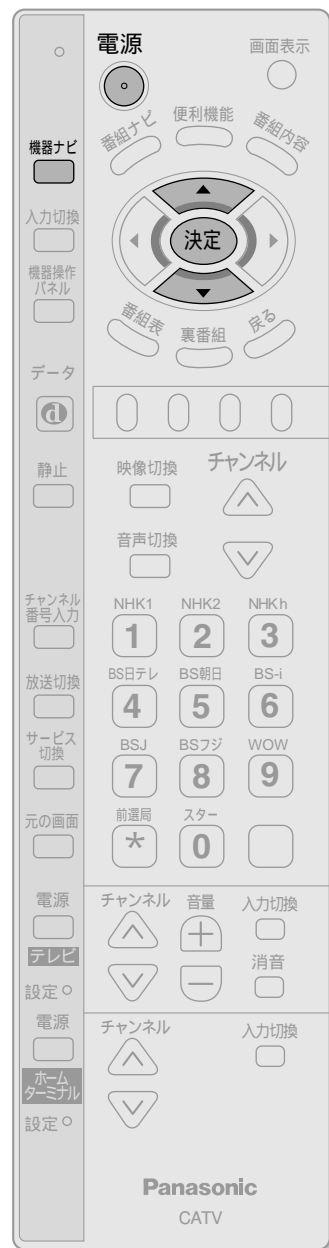 電源
画面表示
番組ナビ
便利機能
番組内容
機器ナビ
入力切換
決定
機器操作
パネル
番組表
裏番組
戻る
データ
d
静止
映像切換
チャンネル
音声切換
チャンネル
番号入力
NHK1
NHK2
NHKh
1
2
3
放送切換
BS日テレ
BS朝日
BS-i
4
5
6
サービス
切換
BSJ
BSフジ
WOW
7
8
9
元の画面
前選局
スター
*
0
電源
テレビ
設定
チャンネル
音量
入力切換
+
消音
−
電源
ホーム
ターミナル
設定
チャンネル
入力切換
Panasonic
CATV